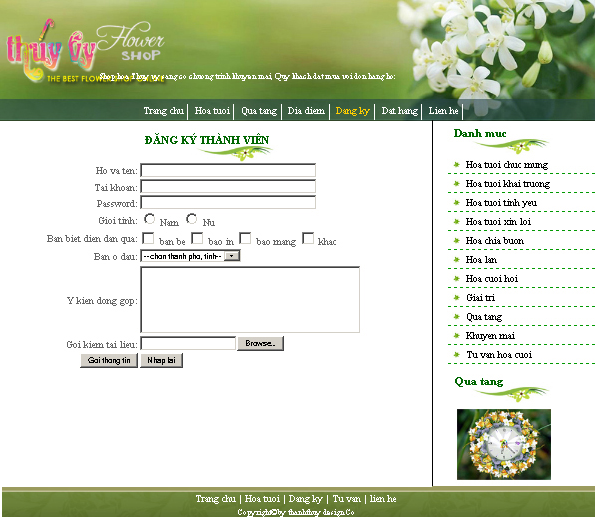 Thuy Vy Flower
SHOP
THE BEST FLOWER SHOP
Shop hoa Thuy vy dang co chuong trinh khuyen mai, Quy khach dat mua voi don hang ho:
Trang chu | Hoa tuoi | Qua tang | Dia diem | Dang ky | Dat hang | Lien he
ĐĂNG KÝ THÀNH VIÊN
Ho va ten:
Tai khoan:
Password:
Gioi tinh: Nam Nu
Ban biet dien dan qua: ban be bao in bao mang khac
Ban o dau: --chon thanh pho, tinh--
Y kien dong gop:
Goi kiem tai lieu: Browse...
Goi thong tin Nhap lai
Danh muc
Hoa tuoi chuc mung
Hoa tuoi khai truong
Hoa tuoi tinh yeu
Hoa tuoi xin loi
Hoa chia buon
Hoa lan
Hoa cuoi hoi
Giai tri
Qua tang
Khuyen mai
Tu van hoa cuoi
Qua tang
Trang chu | Hoa tuoi | Dang ky | Tu van | lien he
Copyright©by thanhthuy design Co